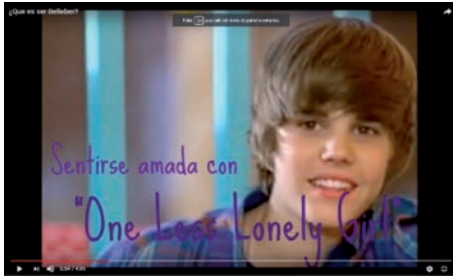 ¿Que es ser Belieber?
Sentirse amada con
"One Less Lonely Girl"